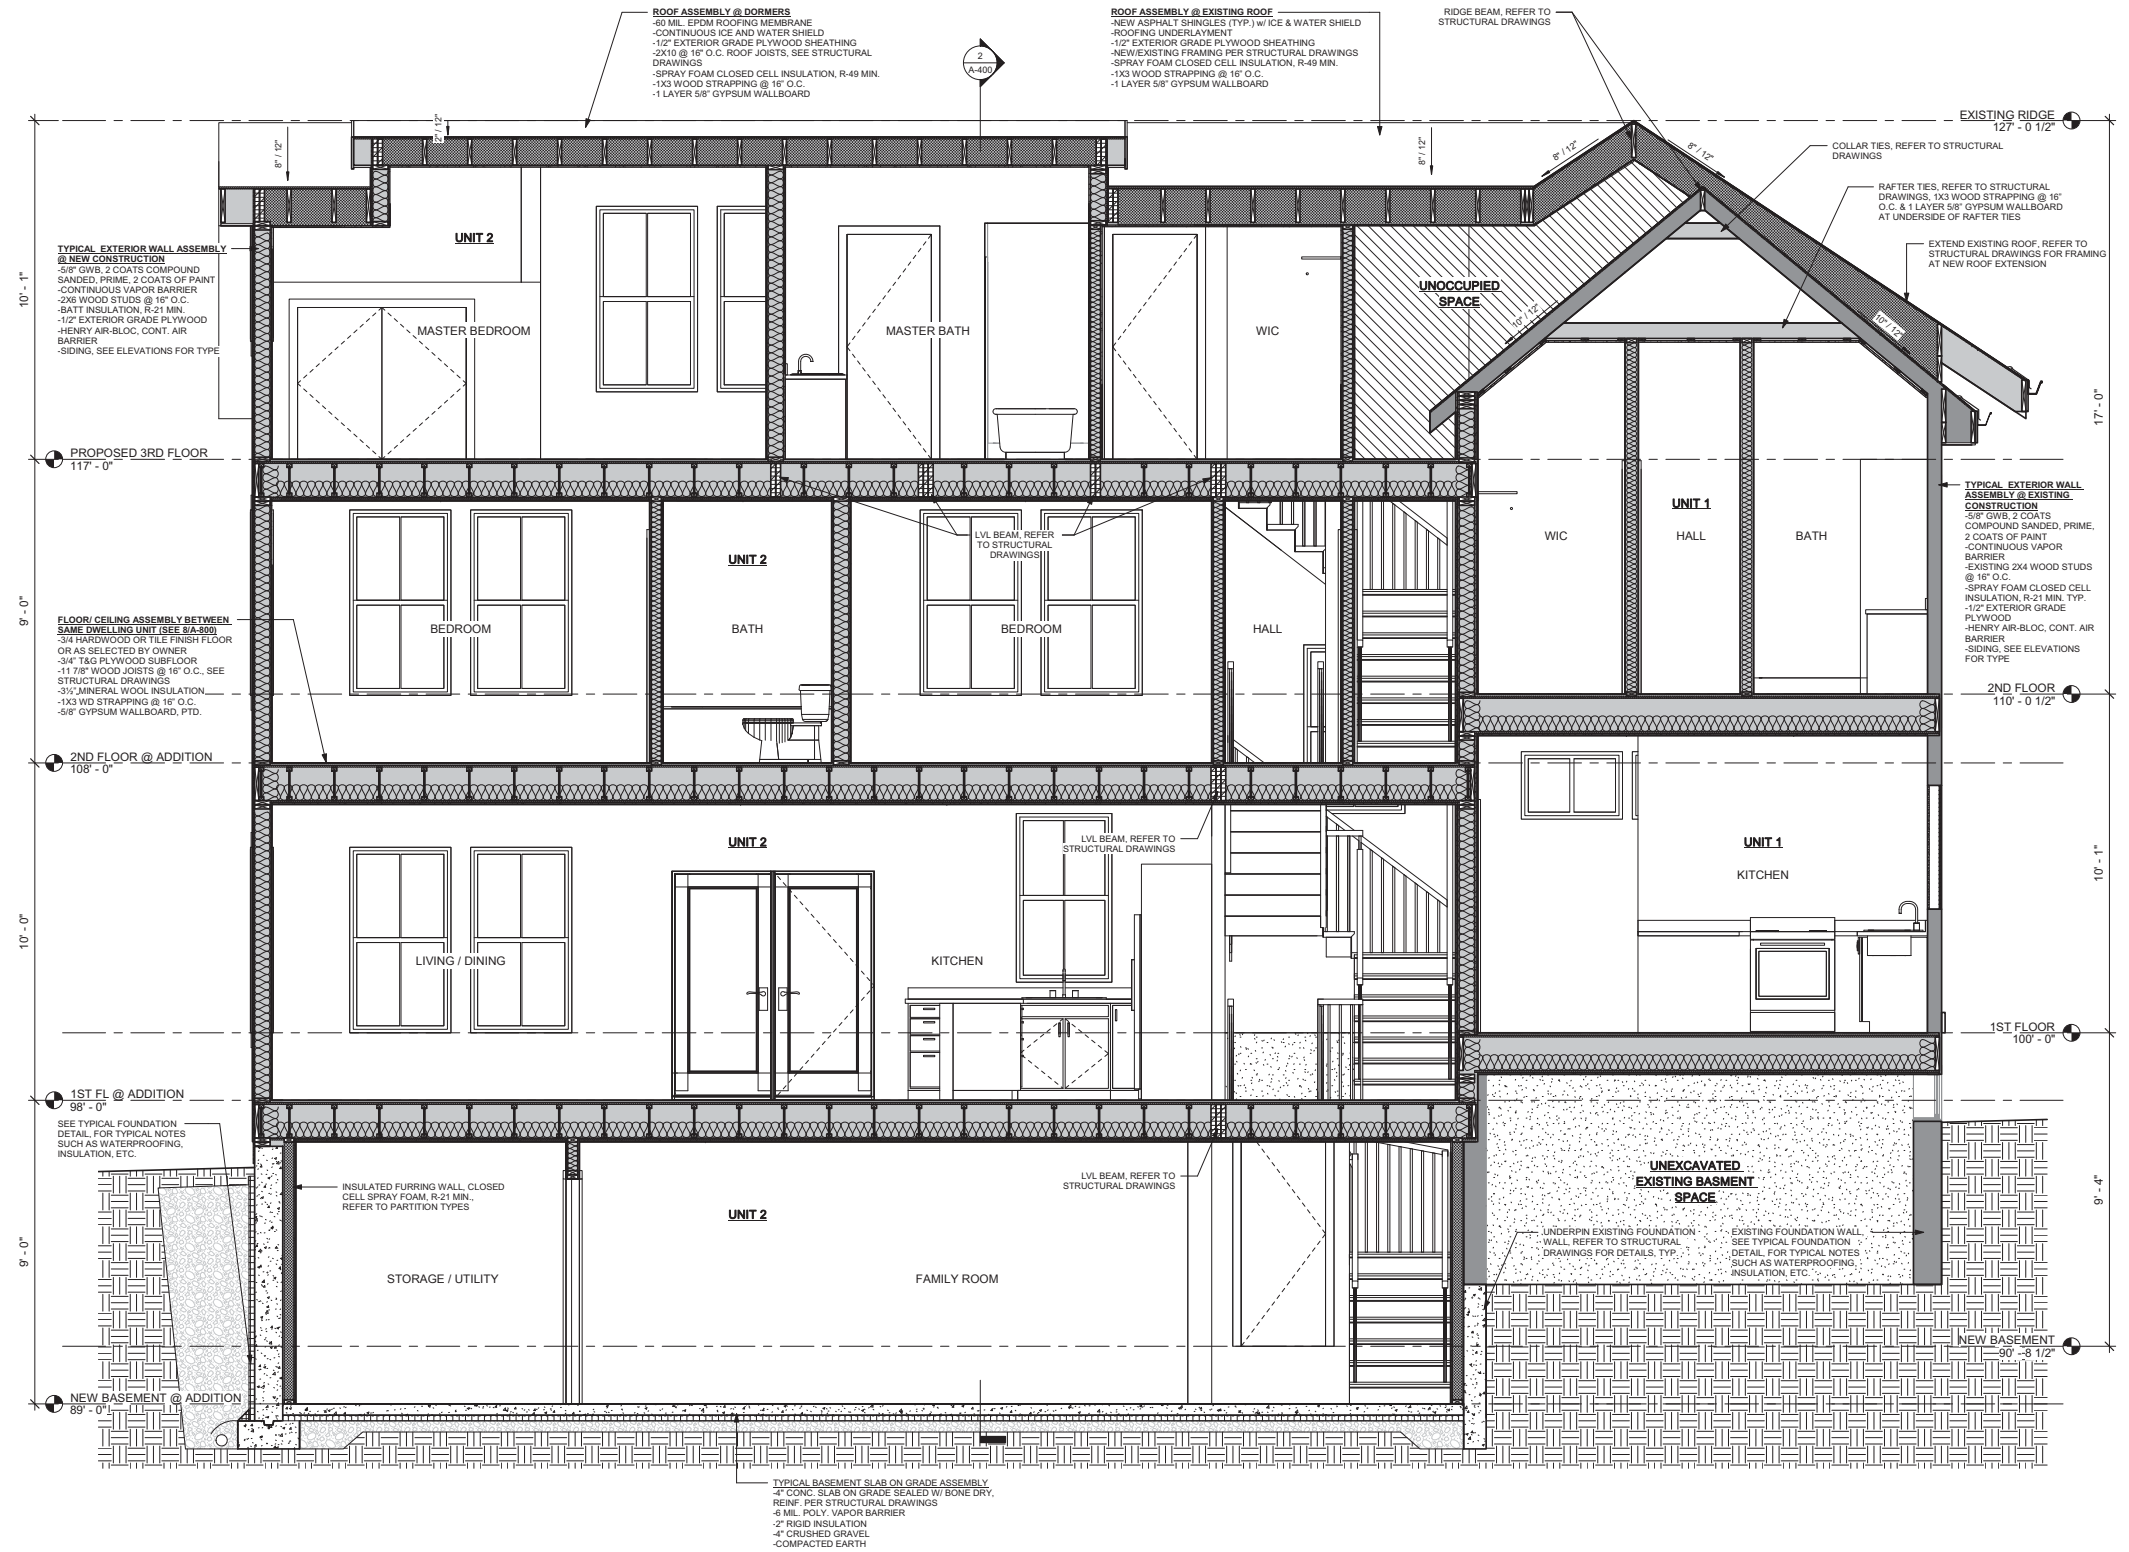 ROOF ASSEMBLY @ DORMERS
-60 MIL. EPDM ROOFING MEMBRANE
-CONTINUOUS ICE AND WATER SHIELD
-1/2" EXTERIOR GRADE PLYWOOD SHEATHING
-2X10 @ 16" O.C. ROOF JOISTS, SEE STRUCTURAL
DRAWINGS
-SPRAY FOAM CLOSED CELL INSULATION, R-49 MIN.
-1X3 WOOD STRAPPING @ 16" O.C.
-1 LAYER 5/8" GYPSUM WALLBOARD
2
A-400
ROOF ASSEMBLY @ EXISTING ROOF
-NEW ASPHALT SHINGLES (TYP.) w/ ICE & WATER SHIELD
-ROOFING UNDERLAYMENT
-1/2" EXTERIOR GRADE PLYWOOD SHEATHING
-NEW/EXISTING FRAMING PER STRUCTURAL DRAWINGS
-SPRAY FOAM CLOSED CELL INSULATION, R-49 MIN.
-1X3 WOOD STRAPPING @ 16" O.C.
-1 LAYER 5/8" GYPSUM WALLBOARD
RIDGE BEAM, REFER TO
STRUCTURAL DRAWINGS
EXISTING RIDGE
127' - 0 1/2"
COLLAR TIES, REFER TO STRUCTURAL
DRAWINGS
RAFTER TIES, REFER TO STRUCTURAL
DRAWINGS, 1X3 WOOD STRAPPING @ 16"
O.C. & 1 LAYER 5/8" GYPSUM WALLBOARD
AT UNDERSIDE OF RAFTER TIES
EXTEND EXISTING ROOF, REFER TO
STRUCTURAL DRAWINGS FOR FRAMING
AT NEW ROOF EXTENSION
8" / 12"
8" / 12"
8" / 12"
8" / 12"
10" / 12"
10" / 12"
TYPICAL EXTERIOR WALL ASSEMBLY
@ NEW CONSTRUCTION
-5/8" GWB, 2 COATS COMPOUND
SANDED, PRIME, 2 COATS OF PAINT
-CONTINUOUS VAPOR BARRIER
-2X6 WOOD STUDS @ 16" O.C.
-BATT INSULATION, R-21 MIN.
-1/2" EXTERIOR GRADE PLYWOOD
-HENRY AIR-BLOC, CONT. AIR
BARRIER
-SIDING, SEE ELEVATIONS FOR TYPE
10' - 1"
UNIT 2
MASTER BEDROOM
MASTER BATH
WIC
UNOCCUPIED
SPACE
17' - 0"
PROPOSED 3RD FLOOR
117' - 0"
LVL BEAM, REFER
TO STRUCTURAL
DRAWINGS
UNIT 2
BEDROOM
BATH
BEDROOM
HALL
UNIT 1
WIC
HALL
BATH
TYPICAL EXTERIOR WALL
ASSEMBLY @ EXISTING
CONSTRUCTION
-5/8" GWB, 2 COATS
COMPOUND SANDED, PRIME,
2 COATS OF PAINT
-CONTINUOUS VAPOR
BARRIER
-EXISTING 2X4 WOOD STUDS
@ 16" O.C.
-SPRAY FOAM CLOSED CELL
INSULATION, R-21 MIN. TYP.
-1/2" EXTERIOR GRADE
PLYWOOD
-HENRY AIR-BLOC, CONT. AIR
BARRIER
-SIDING, SEE ELEVATIONS
FOR TYPE
9' - 0"
FLOOR/ CEILING ASSEMBLY BETWEEN
SAME DWELLING UNIT (SEE 8/A-800)
-3/4 HARDWOOD OR TILE FINISH FLOOR
OR AS SELECTED BY OWNER
-3/4" T&G PLYWOOD SUBFLOOR
-11 7/8" WOOD JOISTS @ 16" O.C., SEE
STRUCTURAL DRAWINGS
-3½" MINERAL WOOL INSULATION
-1X3 WD STRAPPING @ 16" O.C.
-5/8" GYPSUM WALLBOARD, PTD.
2ND FLOOR
110' - 0 1/2"
2ND FLOOR @ ADDITION
108' - 0"
UNIT 2
LVL BEAM, REFER TO
STRUCTURAL DRAWINGS
UNIT 1
KITCHEN
10' - 1"
10' - 0"
LIVING / DINING
KITCHEN
1ST FLOOR
100' - 0"
1ST FL @ ADDITION
98' - 0"
SEE TYPICAL FOUNDATION
DETAIL, FOR TYPICAL NOTES
SUCH AS WATERPROOFING,
INSULATION, ETC.
INSULATED FURRING WALL, CLOSED
CELL SPRAY FOAM, R-21 MIN.,
REFER TO PARTITION TYPES
LVL BEAM, REFER TO
STRUCTURAL DRAWINGS
UNIT 2
UNEXCAVATED
EXISTING BASMENT
SPACE
9' - 4"
9' - 0"
UNDERPIN EXISTING FOUNDATION
WALL, REFER TO STRUCTURAL
DRAWINGS FOR DETAILS, TYP.
EXISTING FOUNDATION WALL,
SEE TYPICAL FOUNDATION
DETAIL, FOR TYPICAL NOTES
SUCH AS WATERPROOFING,
INSULATION, ETC.
STORAGE / UTILITY
FAMILY ROOM
NEW BASEMENT
90' - 8 1/2"
NEW BASEMENT @ ADDITION
89' - 0"
TYPICAL BASEMENT SLAB ON GRADE ASSEMBLY
-4" CONC. SLAB ON GRADE SEALED W/ BONE DRY,
REINF. PER STRUCTURAL DRAWINGS
-6 MIL. POLY. VAPOR BARRIER
-2" RIGID INSULATION
-4" CRUSHED GRAVEL
-COMPACTED EARTH